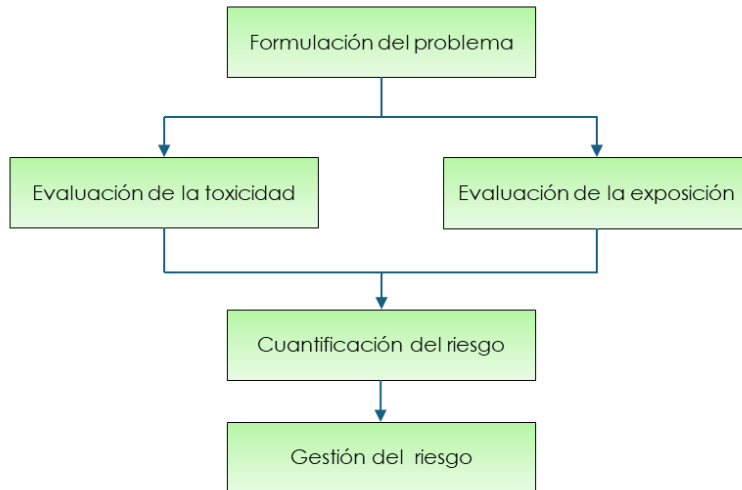 Formulación del problema
Evaluación de la toxicidad
Evaluación de la exposición
Cuantificación del riesgo
Gestión del riesgo